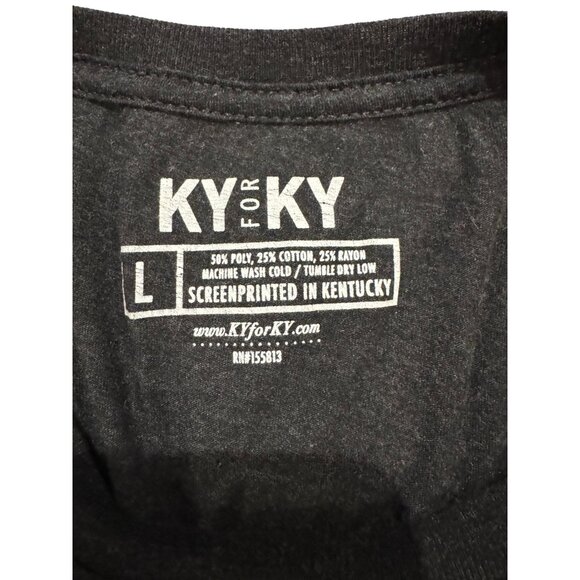 KY FOR KY
L
50% POLY, 25% COTTON, 25% RAYON
MACHINE WASH COLD / TUMBLE DRY LOW
SCREENPRINTED IN KENTUCKY
www.KYforKY.com
RN#155813